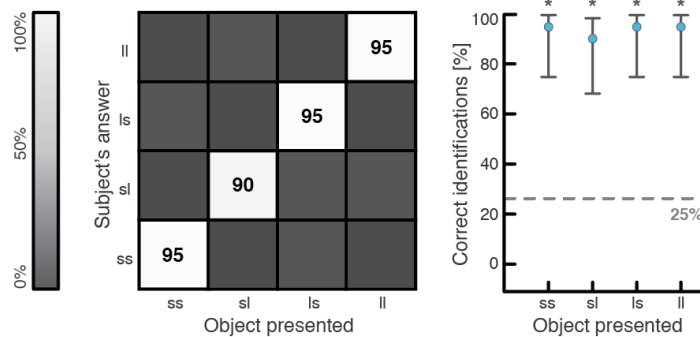 100%
50%
0%
Subject's answer
ll
ls
sl
ss
95
95
90
95
ss
sl
ls
ll
Object presented
Correct identifications [%]
100
80
60
40
20
0
* * * *
25%
ss
sl
ls
ll
Object presented